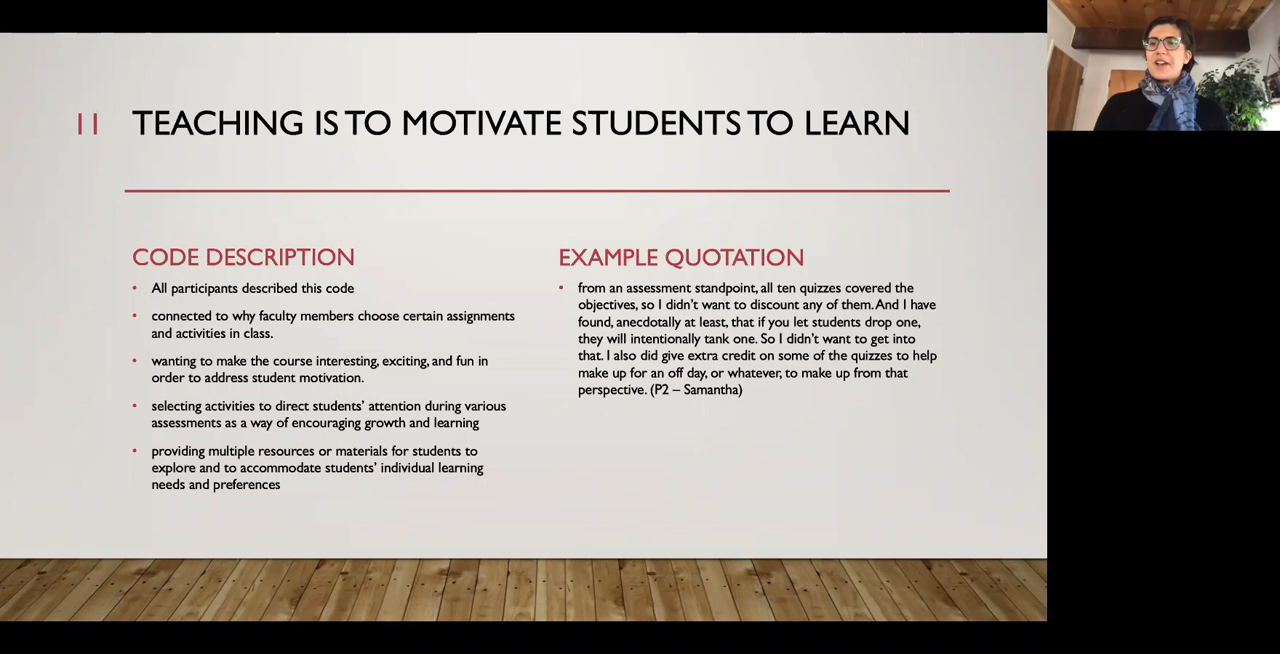 11
TEACHING IS TO MOTIVATE STUDENTS TO LEARN
CODE DESCRIPTION
• All participants described this code
• connected to why faculty members choose certain assignments
and activities in class.
• wanting to make the course interesting, exciting, and fun in
order to address student motivation.
• selecting activities to direct students’ attention during various
assessments as a way of encouraging growth and learning
• providing multiple resources or materials for students to
explore and to accommodate students’ individual learning
needs and preferences
EXAMPLE QUOTATION
• from an assessment standpoint, all ten quizzes covered the
objectives, so I didn’t want to discount any of them. And I have
found, anecdotally at least, that if you let students drop one,
they will intentionally tank one. So I didn’t want to get into
that. I also did give extra credit on some of the quizzes to help
make up for an off day, or whatever, to make up from that
perspective. (P2 – Samantha)